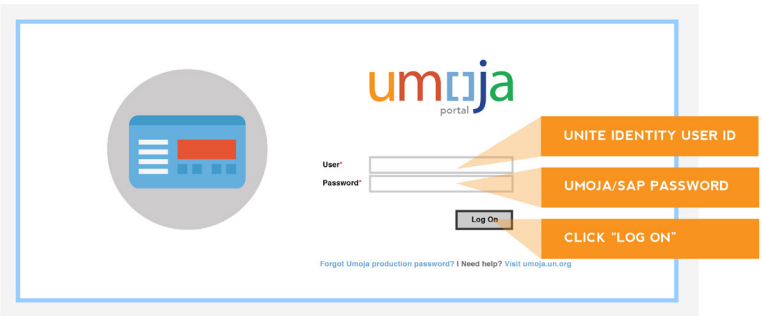 umoja
portal
UNITE IDENTITY USER ID
User*
Password*
UMOJA/SAP PASSWORD
Log On
CLICK "LOG ON"
Forgot Umoja production password? I Need help? Visit umoja.un.org